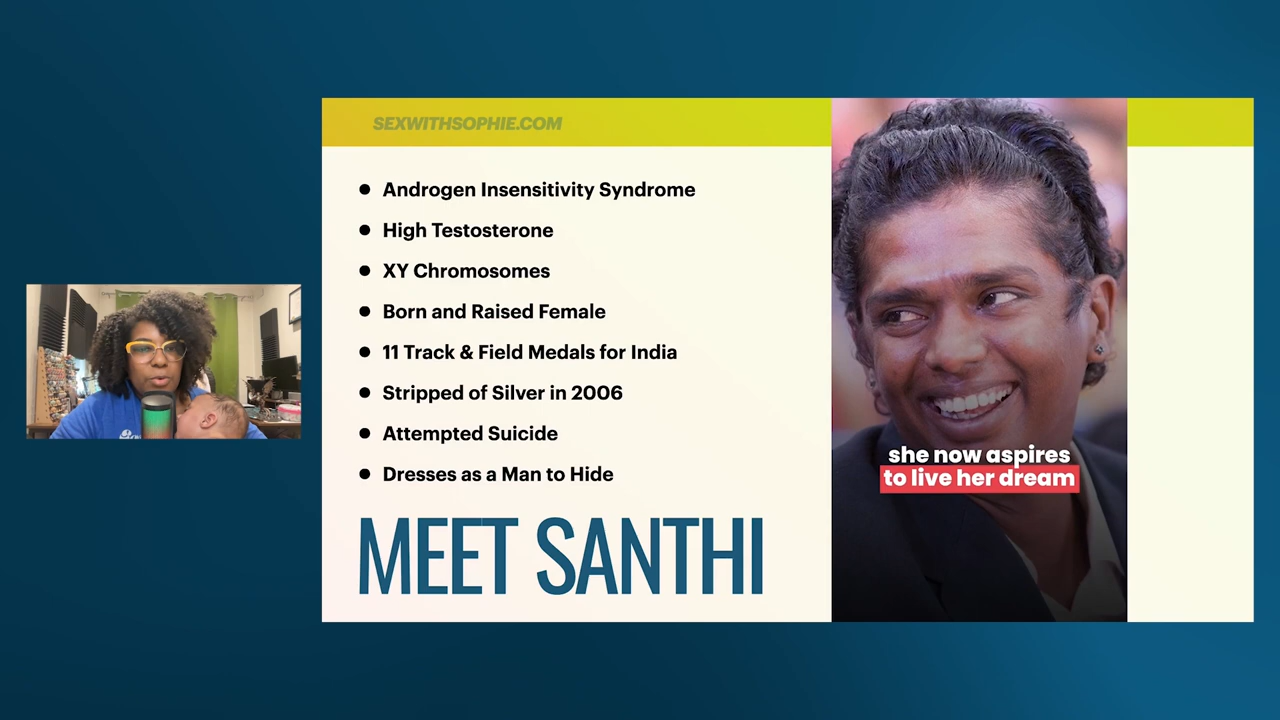 SEXWITHSOPHIE.COM
● Androgen Insensitivity Syndrome
● High Testosterone
● XY Chromosomes
● Born and Raised Female
● 11 Track & Field Medals for India
● Stripped of Silver in 2006
● Attempted Suicide
● Dresses as a Man to Hide
MEET SANTHI
she now aspires
to live her dream